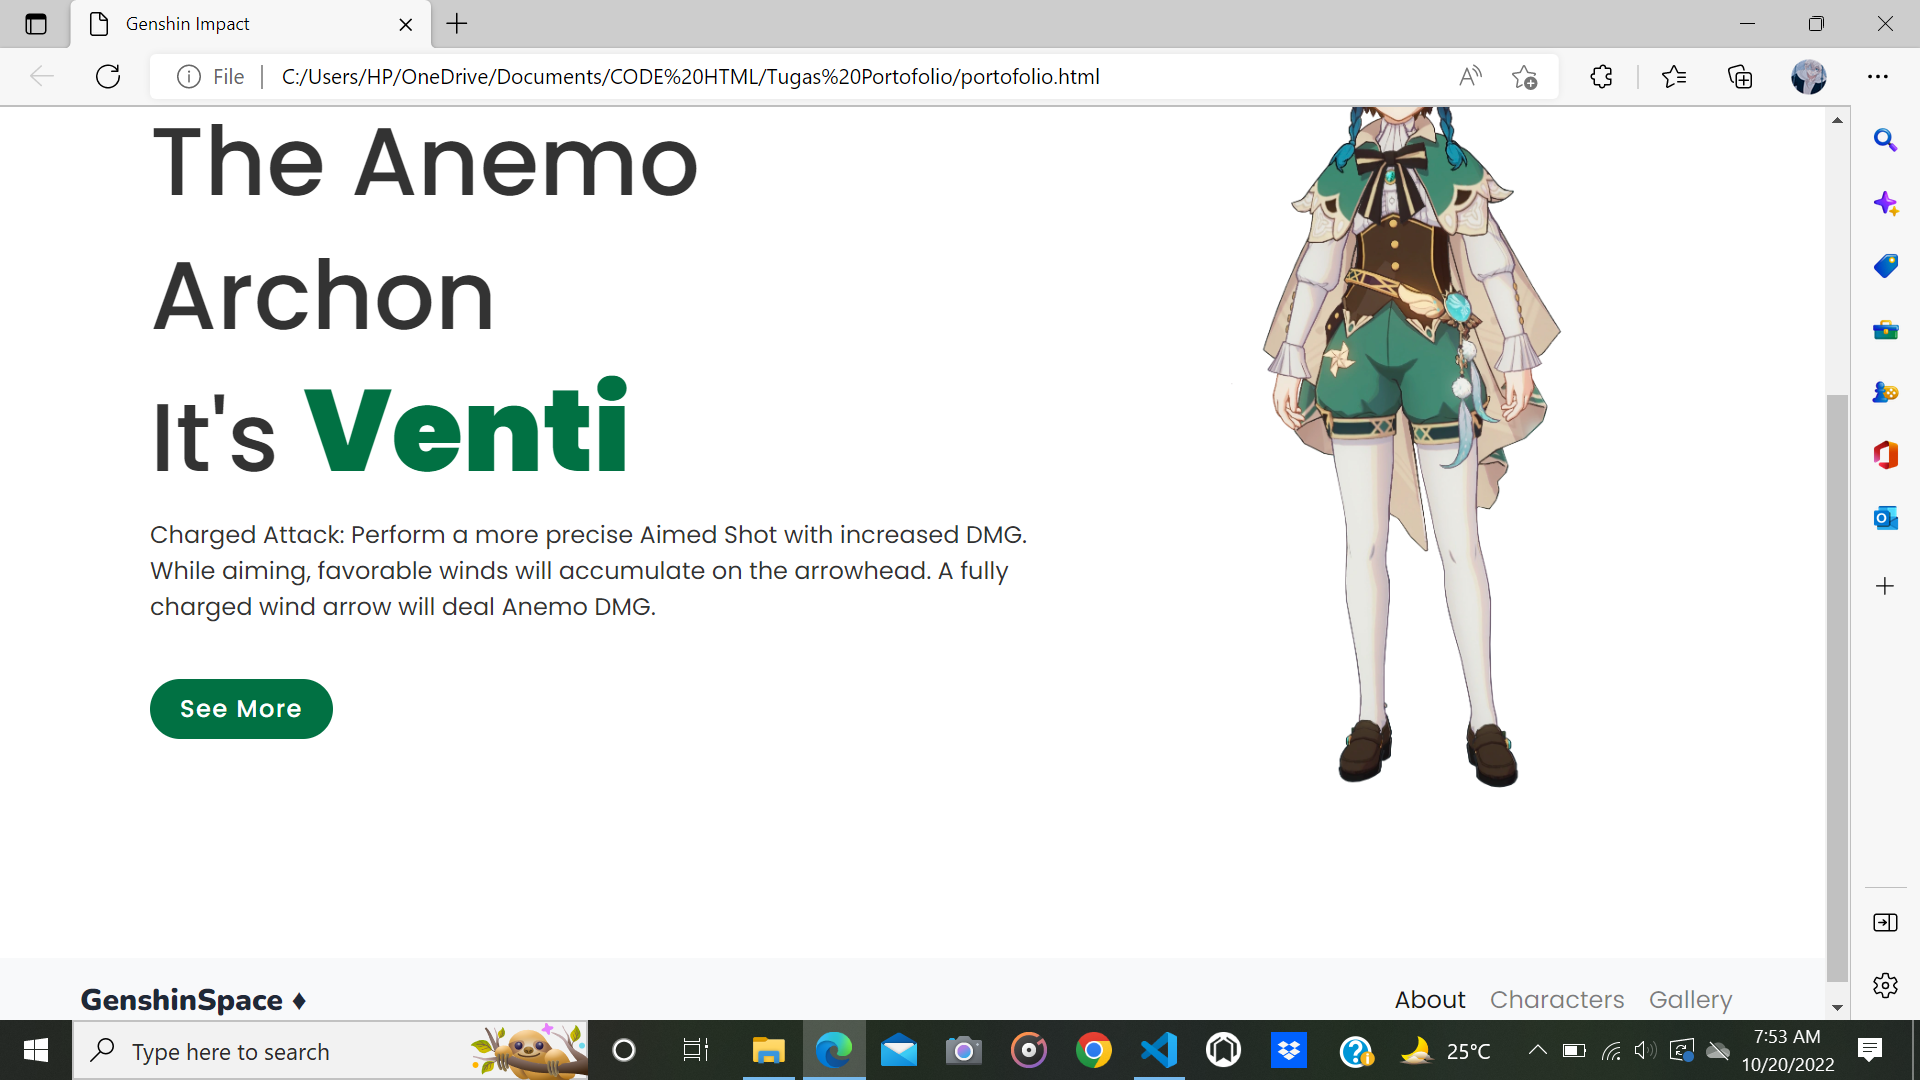 Genshin Impact
File
C:/Users/HP/OneDrive/Documents/CODE%20HTML/Tugas%20Portofolio/portofolio.html
The Anemo
Archon
It's Venti
Charged Attack: Perform a more precise Aimed Shot with increased DMG.
While aiming, favorable winds will accumulate on the arrowhead. A fully
charged wind arrow will deal Anemo DMG.
See More
GenshinSpace ♦
About Characters Gallery
Type here to search
25°C
7:53 AM
10/20/2022